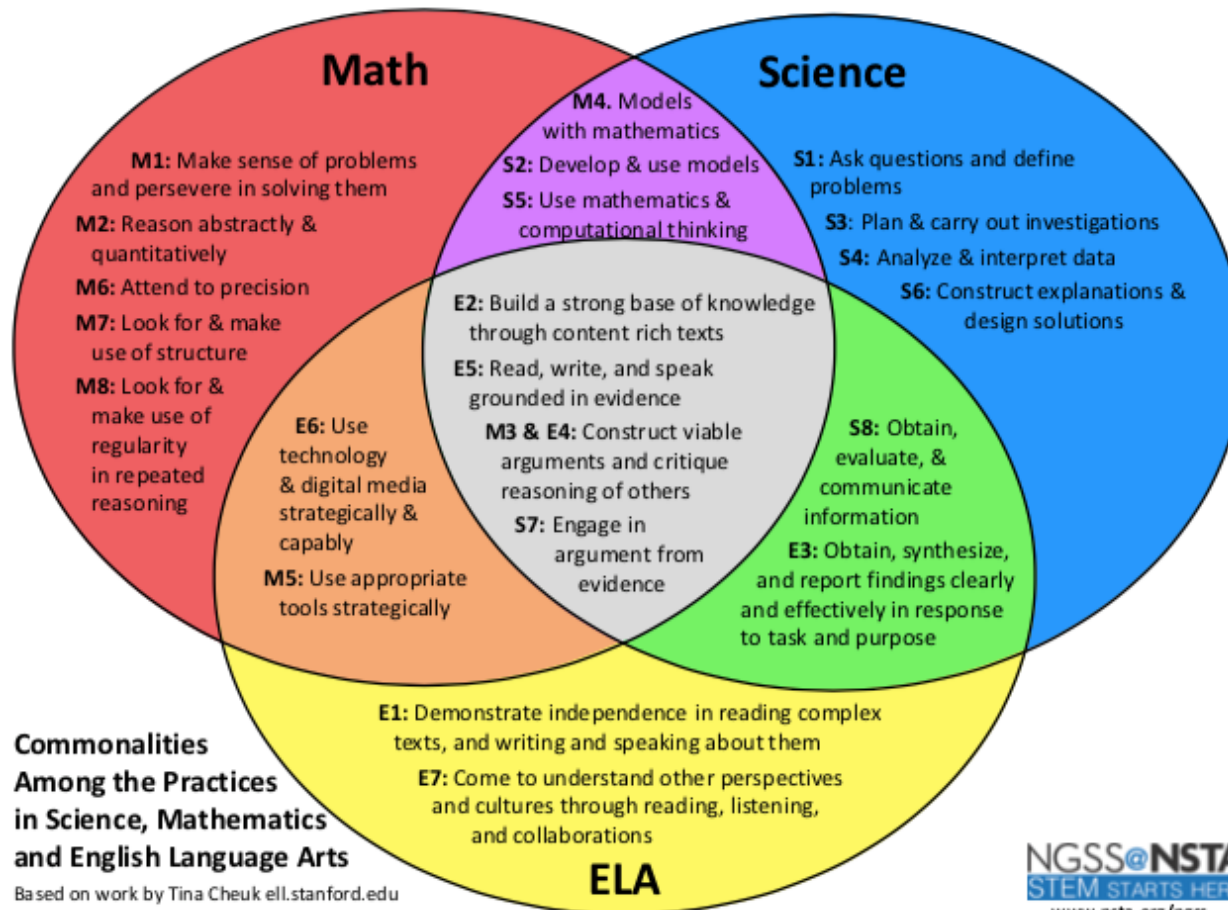 Math
Science
M4. Models
with mathematics
S2: Develop & use models
S5: Use mathematics &
computational thinking
M1: Make sense of problems
and persevere in solving them
M2: Reason abstractly &
quantitatively
M6: Attend to precision
M7: Look for & make
use of structure
M8: Look for &
make use of
regularity
in repeated
reasoning
S1: Ask questions and define
problems
S3: Plan & carry out investigations
S4: Analyze & interpret data
S6: Construct explanations &
design solutions
E2: Build a strong base of knowledge
through content rich texts
E5: Read, write, and speak
grounded in evidence
M3 & E4: Construct viable
arguments and critique
reasoning of others
S7: Engage in
argument from
evidence
E6: Use
technology
& digital media
strategically &
capably
M5: Use appropriate
tools strategically
S8: Obtain,
evaluate, &
communicate
information
E3: Obtain, synthesize,
and report findings clearly
and effectively in response
to task and purpose
E1: Demonstrate independence in reading complex
texts, and writing and speaking about them
E7: Come to understand other perspectives
and cultures through reading, listening,
and collaborations
ELA
Commonalities
Among the Practices
in Science, Mathematics
and English Language Arts
Based on work by Tina Cheuk ell.stanford.edu
NGSS@NSTA
STEM STARTS HERE